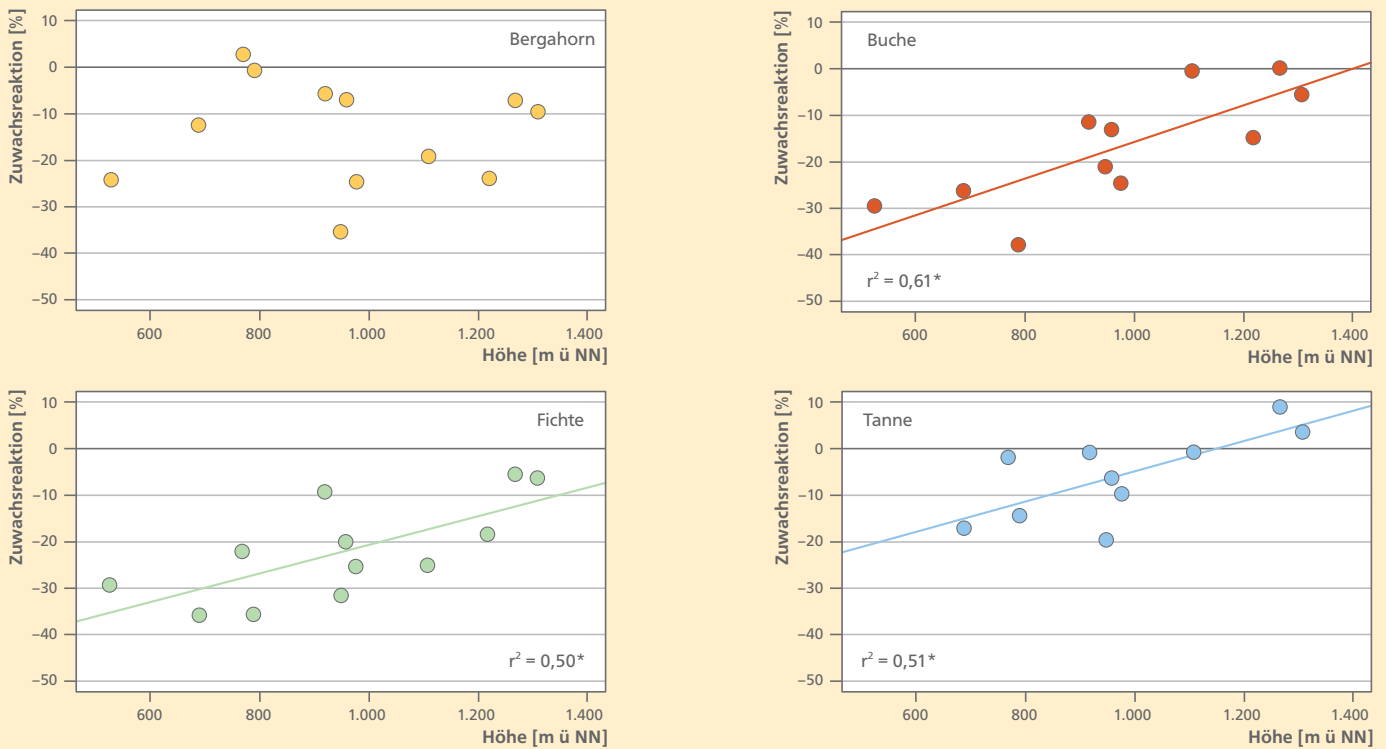 Zuwachsreaktion [%]
10
0
–10
–20
–30
–40
–50
Bergahorn
600 800 1.000 1.200 1.400
Höhe [m ü NN]
Zuwachsreaktion [%]
10
0
–10
–20
–30
–40
–50
Buche
r² = 0,61*
600 800 1.000 1.200 1.400
Höhe [m ü NN]
Zuwachsreaktion [%]
10
0
–10
–20
–30
–40
–50
Fichte
r² = 0,50*
600 800 1.000 1.200 1.400
Höhe [m ü NN]
Zuwachsreaktion [%]
10
0
–10
–20
–30
–40
–50
Tanne
r² = 0,51*
600 800 1.000 1.200 1.400
Höhe [m ü NN]